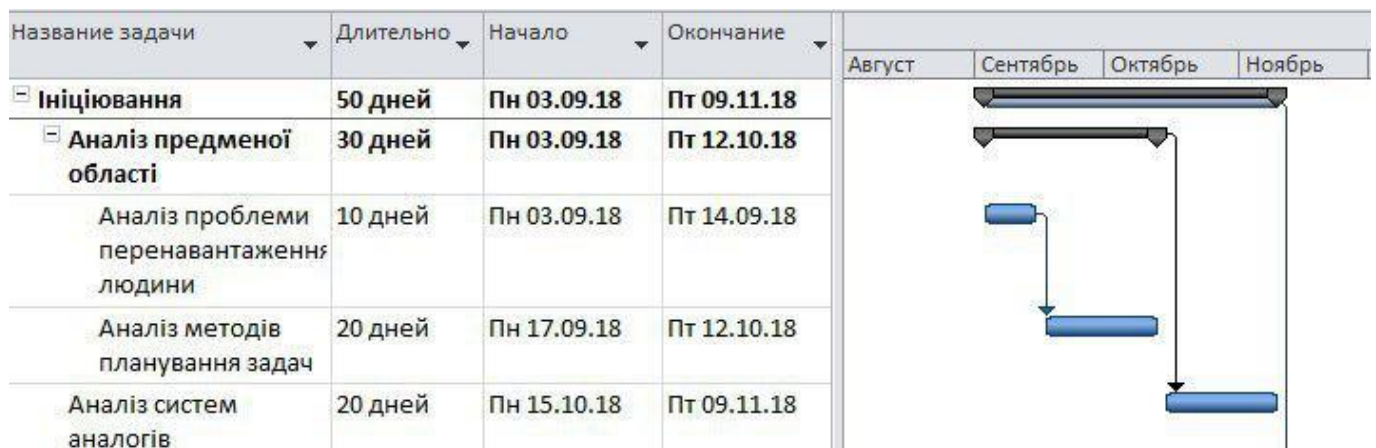 Название задачи Длительно Начало Окончание
Август Сентябрь Октябрь Ноябрь
Ініціювання 50 дней Пн 03.09.18 Пт 09.11.18
Аналіз предменої 30 дней Пн 03.09.18 Пт 12.10.18
області
Аналіз проблеми 10 дней Пн 03.09.18 Пт 14.09.18
перенавантаження
людини
Аналіз методів 20 дней Пн 17.09.18 Пт 12.10.18
планування задач
Аналіз систем 20 дней Пн 15.10.18 Пт 09.11.18
аналогів